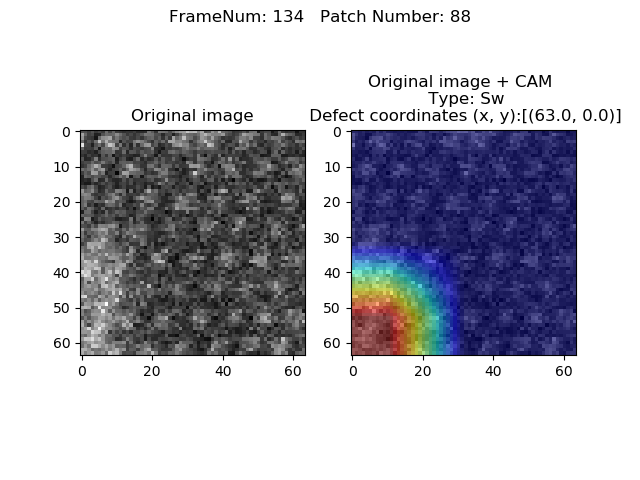 FrameNum: 134   Patch Number: 88
Original image
Original image + CAM
Type: Sw
Defect coordinates (x, y):[(63.0, 0.0)]
0
10
20
30
40
50
60
0 20 40 60
0
10
20
30
40
50
60
0 20 40 60